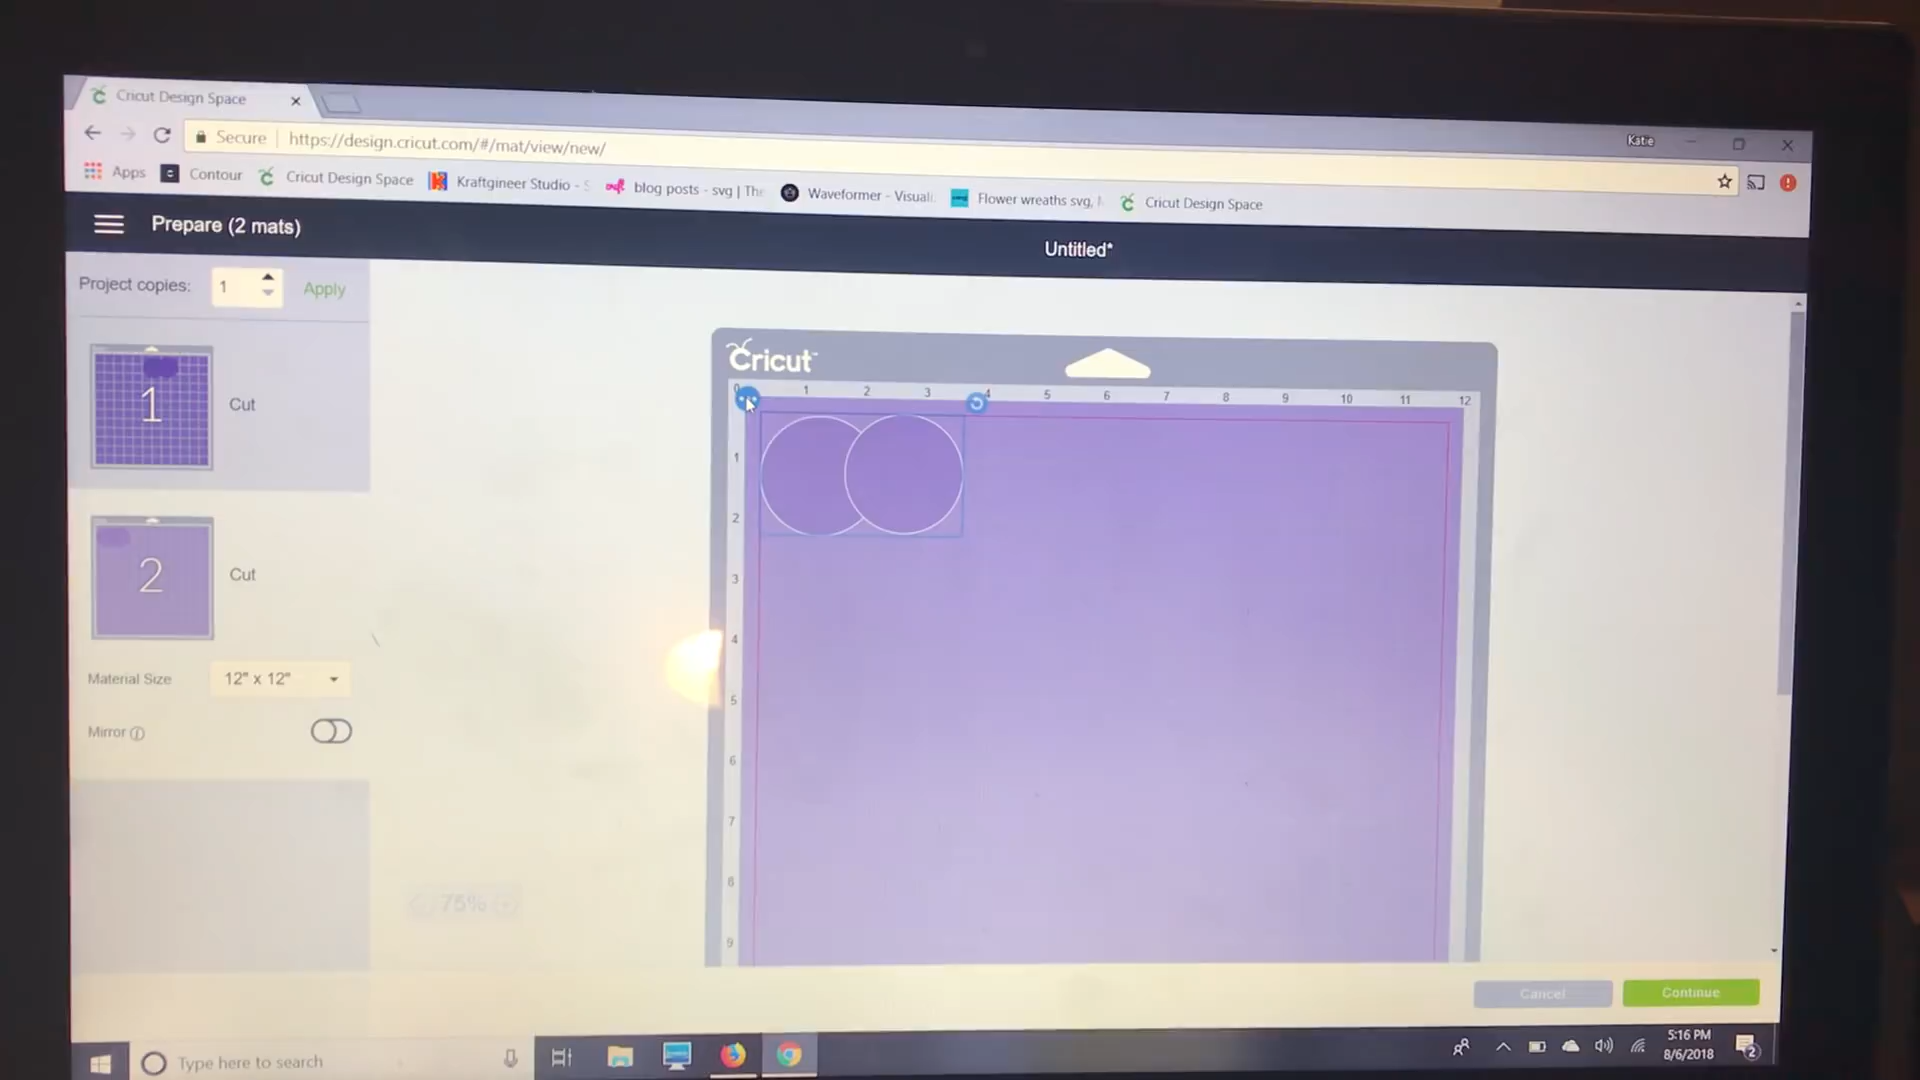 Cricut Design Space
Secure https://design.cricut.com/#/mat/view/new/
Katie
Apps Contour Cricut Design Space Kraftgineer Studio - S blog posts - svg | The Waveformer - Visuali Flower wreaths svg, Cricut Design Space
Prepare (2 mats)
Untitled*
Project copies: 1 Apply
Cricut
0 1 2 3 4 5 6 7 8 9 10 11 12
1 Cut
2 Cut
1
2
3
4
5
6
7
8
9
Material Size 12" x 12"
Mirror
75%
Cancel Continue
Type here to search
5:16 PM
8/6/2018
2